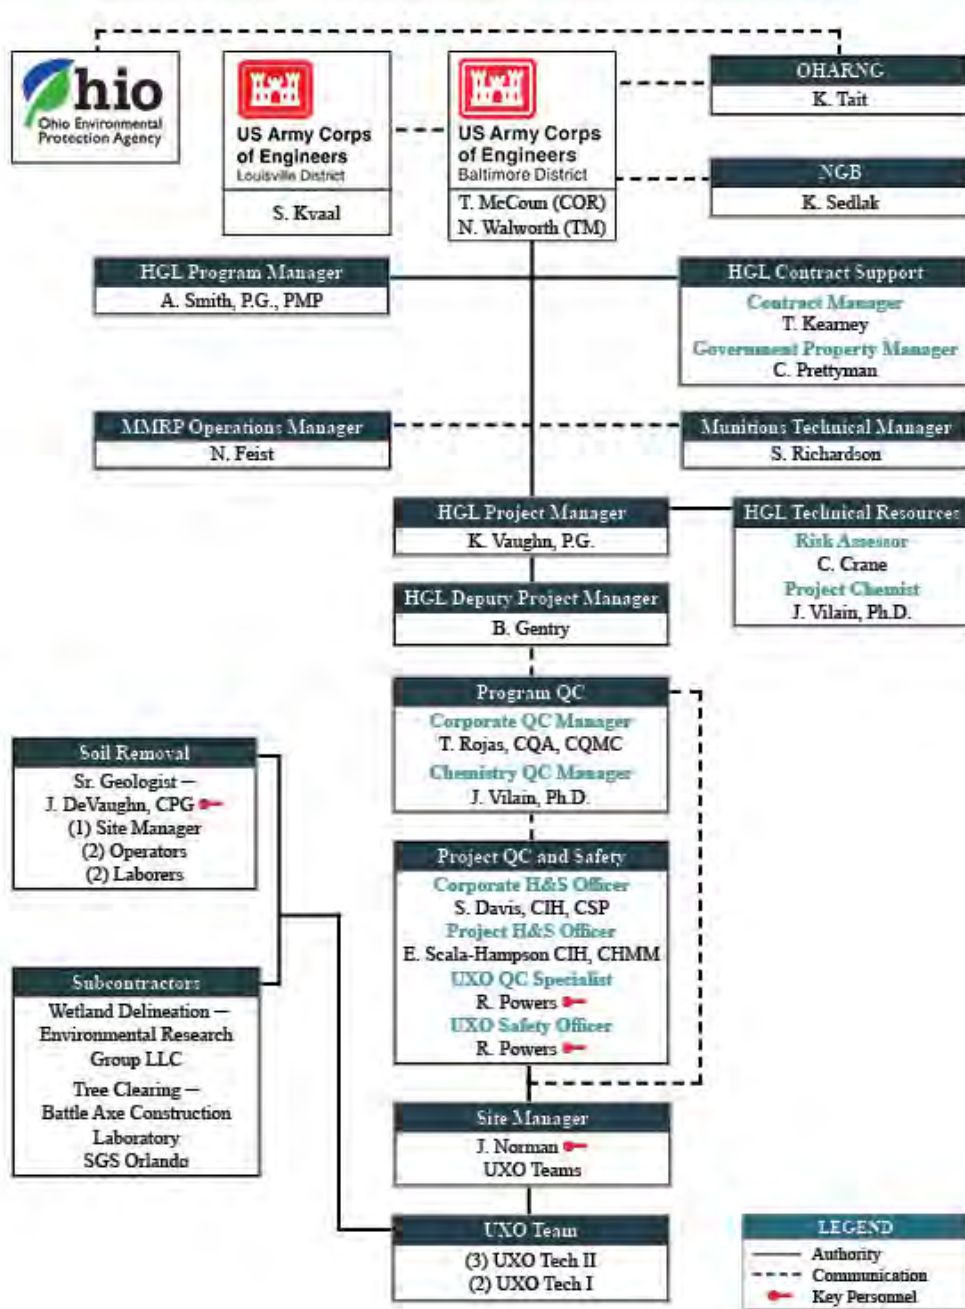 Ohio
Ohio Environmental
Protection Agency
US Army Corps
of Engineers
Louisville District
S. Kvaal
US Army Corps
of Engineers
Baltimore District
T. McCoun (COR)
N. Walworth (TM)
OHARNG
K. Tait
NGB
K. Sedlak
HGL Program Manager
A. Smith, P.G., PMP
HGL Contract Support
Contract Manager
T. Kearney
Government Property Manager
C. Prettyman
MMRP Operations Manager
N. Feist
Munitions Technical Manager
S. Richardson
HGL Project Manager
K. Vaughn, P.G.
HGL Technical Resources
Risk Assessor
C. Crane
Project Chemist
J. Vilain, Ph.D.
HGL Deputy Project Manager
B. Gentry
Program QC
Corporate QC Manager
T. Rojas, CQA, CQMC
Chemistry QC Manager
J. Vilain, Ph.D.
Soil Removal
Sr. Geologist —
J. DeVaughn, CPG
(1) Site Manager
(2) Operators
(2) Laborers
Project QC and Safety
Corporate H&S Officer
S. Davis, CIH, CSP
Project H&S Officer
E. Scala-Hampson CIH, CHMM
UXO QC Specialist
R. Powers
UXO Safety Officer
R. Powers
Subcontractors
Wetland Delineation —
Environmental Research
Group LLC
Tree Clearing —
Battle Axe Construction
Laboratory
SGS Orlando
Site Manager
J. Norman
UXO Teams
UXO Team
(3) UXO Tech II
(2) UXO Tech I
LEGEND
Authority
Communication
Key Personnel